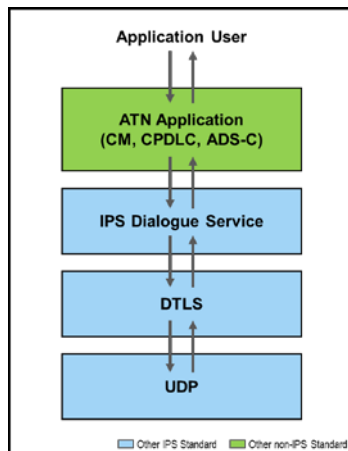 Application User
ATN Application
(CM, CPDLC, ADS-C)
IPS Dialogue Service
DTLS
UDP
Other IPS Standard Other non-IPS Standard